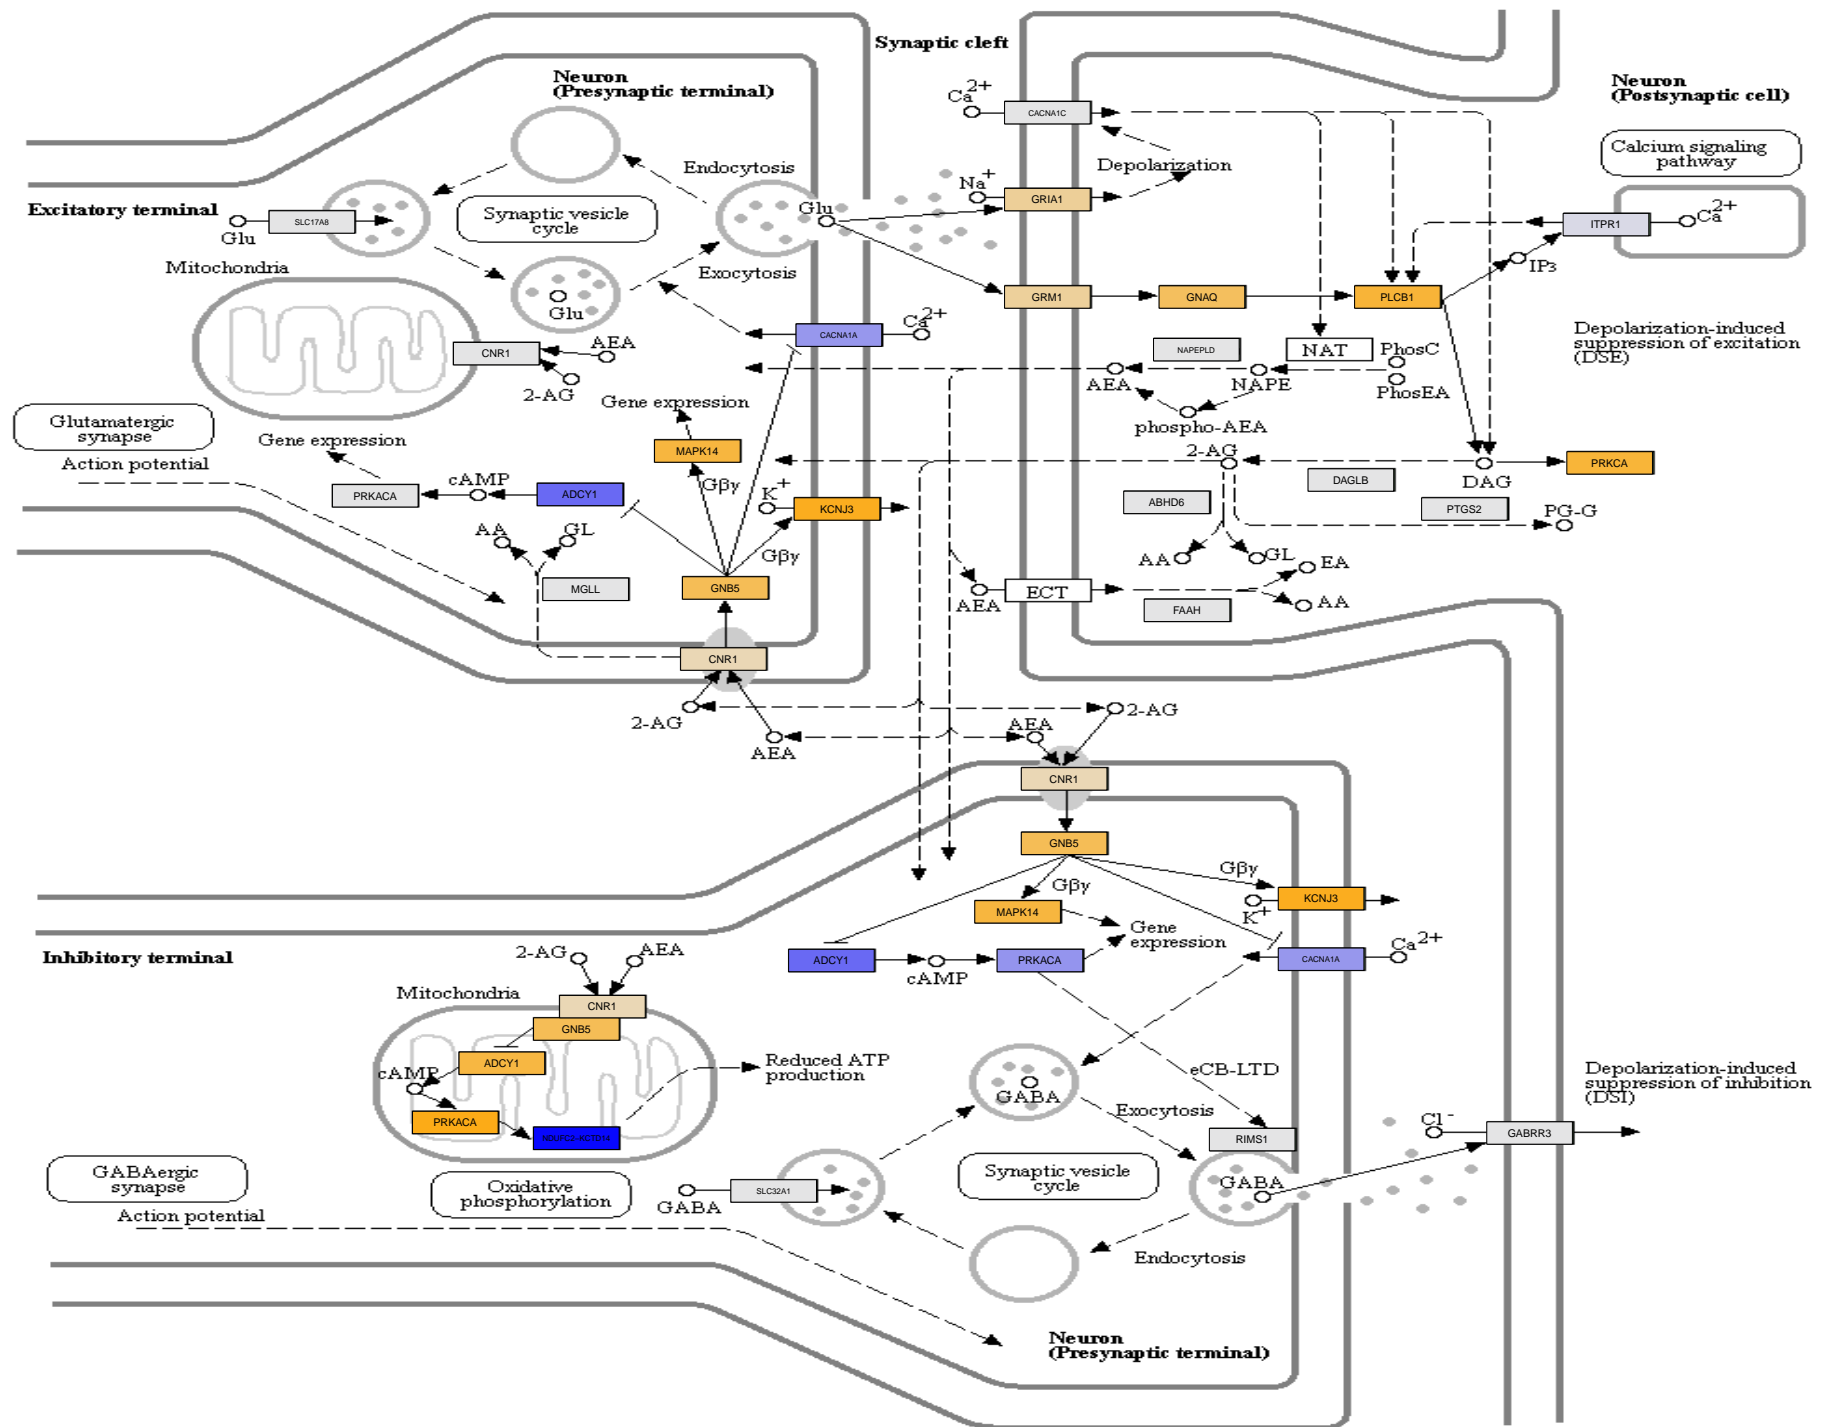 Synaptic cleft
Neuron
(Presynaptic terminal)
Neuron
(Postsynaptic cell)
Ca2+
CACNA1C
Calcium signaling
pathway
Endocytosis
Depolarization
Na+
GRIA1
Excitatory terminal
SLC17A8
Glu
Synaptic vesicle
cycle
Glu
ITPR1
Ca2+
Mitochondria
Exocytosis
IP3
Glu
GRM1
GNAQ
PLCB1
CACNA1A
Ca2+
Depolarization-induced
suppression of excitation
(DSE)
CNR1
AEA
2-AG
NAPEPLD
NAT
PhosC
PhosEA
AEA
NAPE
phospho-AEA
Glutamatergic
synapse
Gene expression
Gene expression
MAPK14
Action potential
cAMP
PRKACA
ADCY1
Gβγ
K+
KCNJ3
2-AG
DAG
PRKCA
DAGLB
ABHD6
PTGS2
PG-G
AA
GL
Gβγ
AA
GL
EA
AA
MGLL
GNB5
AEA
ECT
FAAH
CNR1
2-AG
AEA
AEA
2-AG
CNR1
GNB5
Gβγ
Gβγ
MAPK14
KCNJ3
K+
Gene
expression
Inhibitory terminal
2-AG
AEA
ADCY1
cAMP
PRKACA
CACNA1A
Ca2+
Mitochondria
CNR1
GNB5
ADCY1
cAMP
PRKACA
NDUFC2-KCTD14
Reduced ATP
production
GABA
eCB-LTD
Exocytosis
RIMS1
Depolarization-induced
suppression of inhibition
(DSI)
Cl-
GABRR3
GABAergic
synapse
Oxidative
phosphorylation
GABA
SLC32A1
Synaptic vesicle
cycle
GABA
Action potential
Endocytosis
Neuron
(Presynaptic terminal)